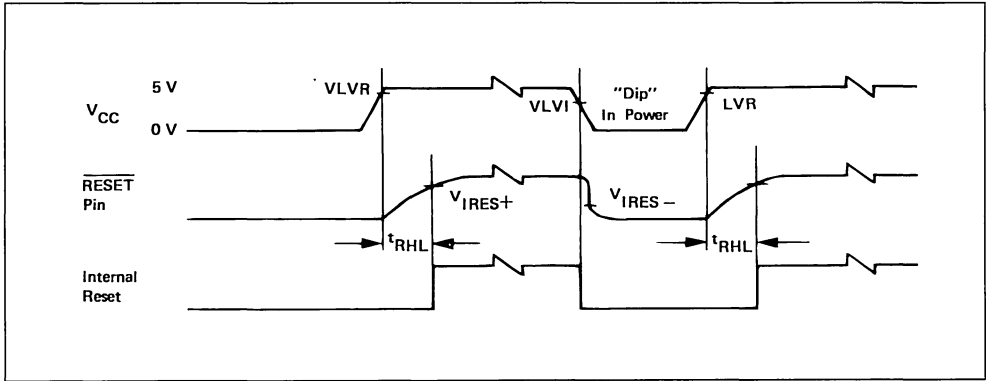 5 V
VCC
0 V
VLVR
VLVI
"Dip"
In Power
LVR
RESET
Pin
VIRES+
VIRES−
tRHL
tRHL
Internal
Reset